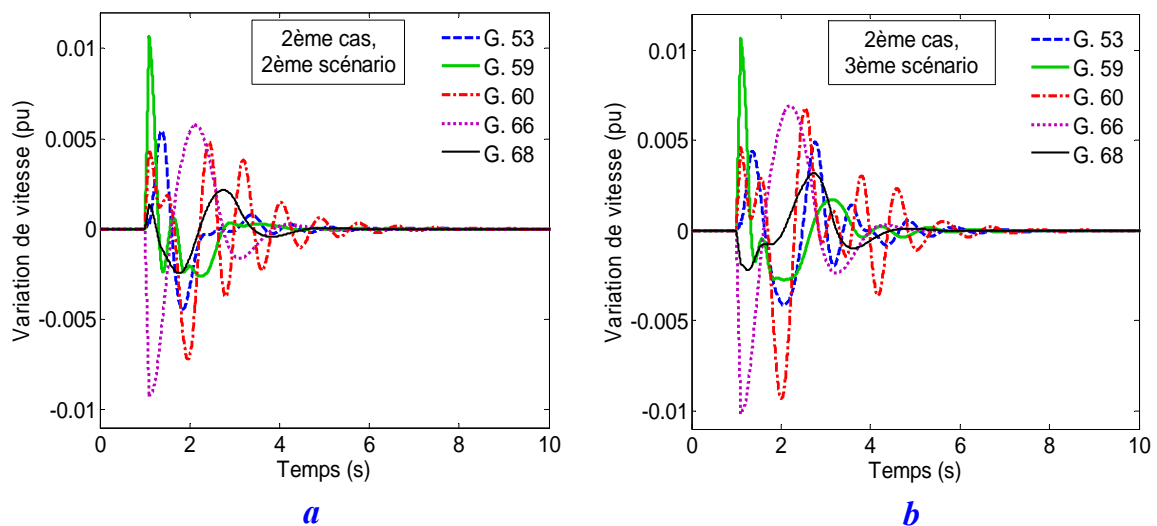 2ème cas,
2ème scénario
G. 53
G. 59
G. 60
G. 66
G. 68
0.01
0.005
0
-0.005
-0.01
Variation de vitesse (pu)
0 2 4 6 8 10
Temps (s)
a
2ème cas,
3ème scénario
G. 53
G. 59
G. 60
G. 66
G. 68
0.01
0.005
0
-0.005
-0.01
Variation de vitesse (pu)
0 2 4 6 8 10
Temps (s)
b